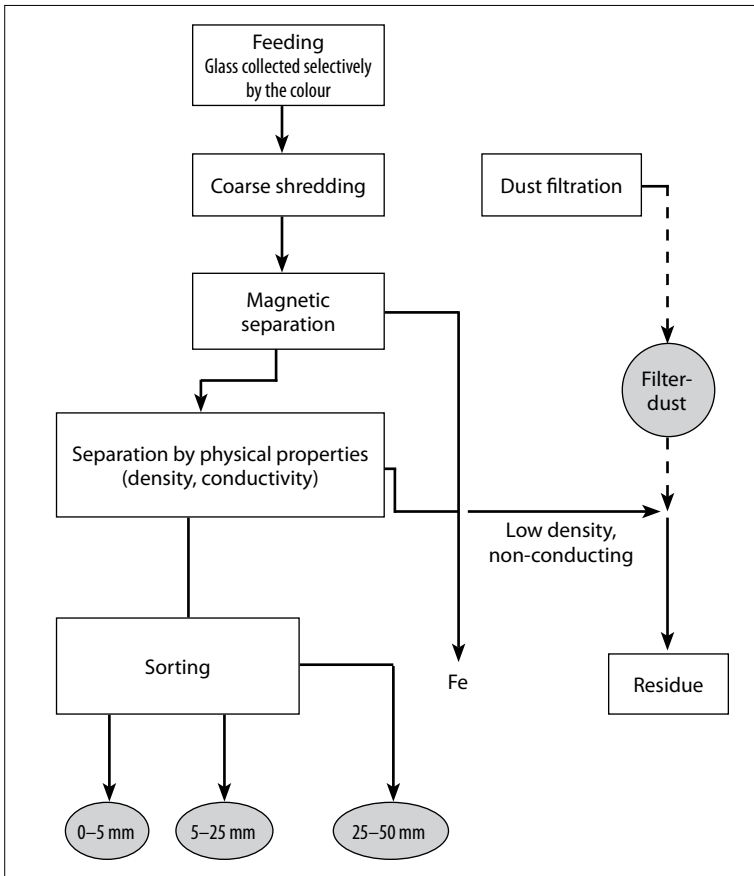 Feeding
Glass collected selectively
by the colour
Coarse shredding
Dust filtration
Magnetic
separation
Filter-
dust
Separation by physical properties
(density, conductivity)
Low density,
non-conducting
Sorting
Fe
Residue
0–5 mm
5–25 mm
25–50 mm